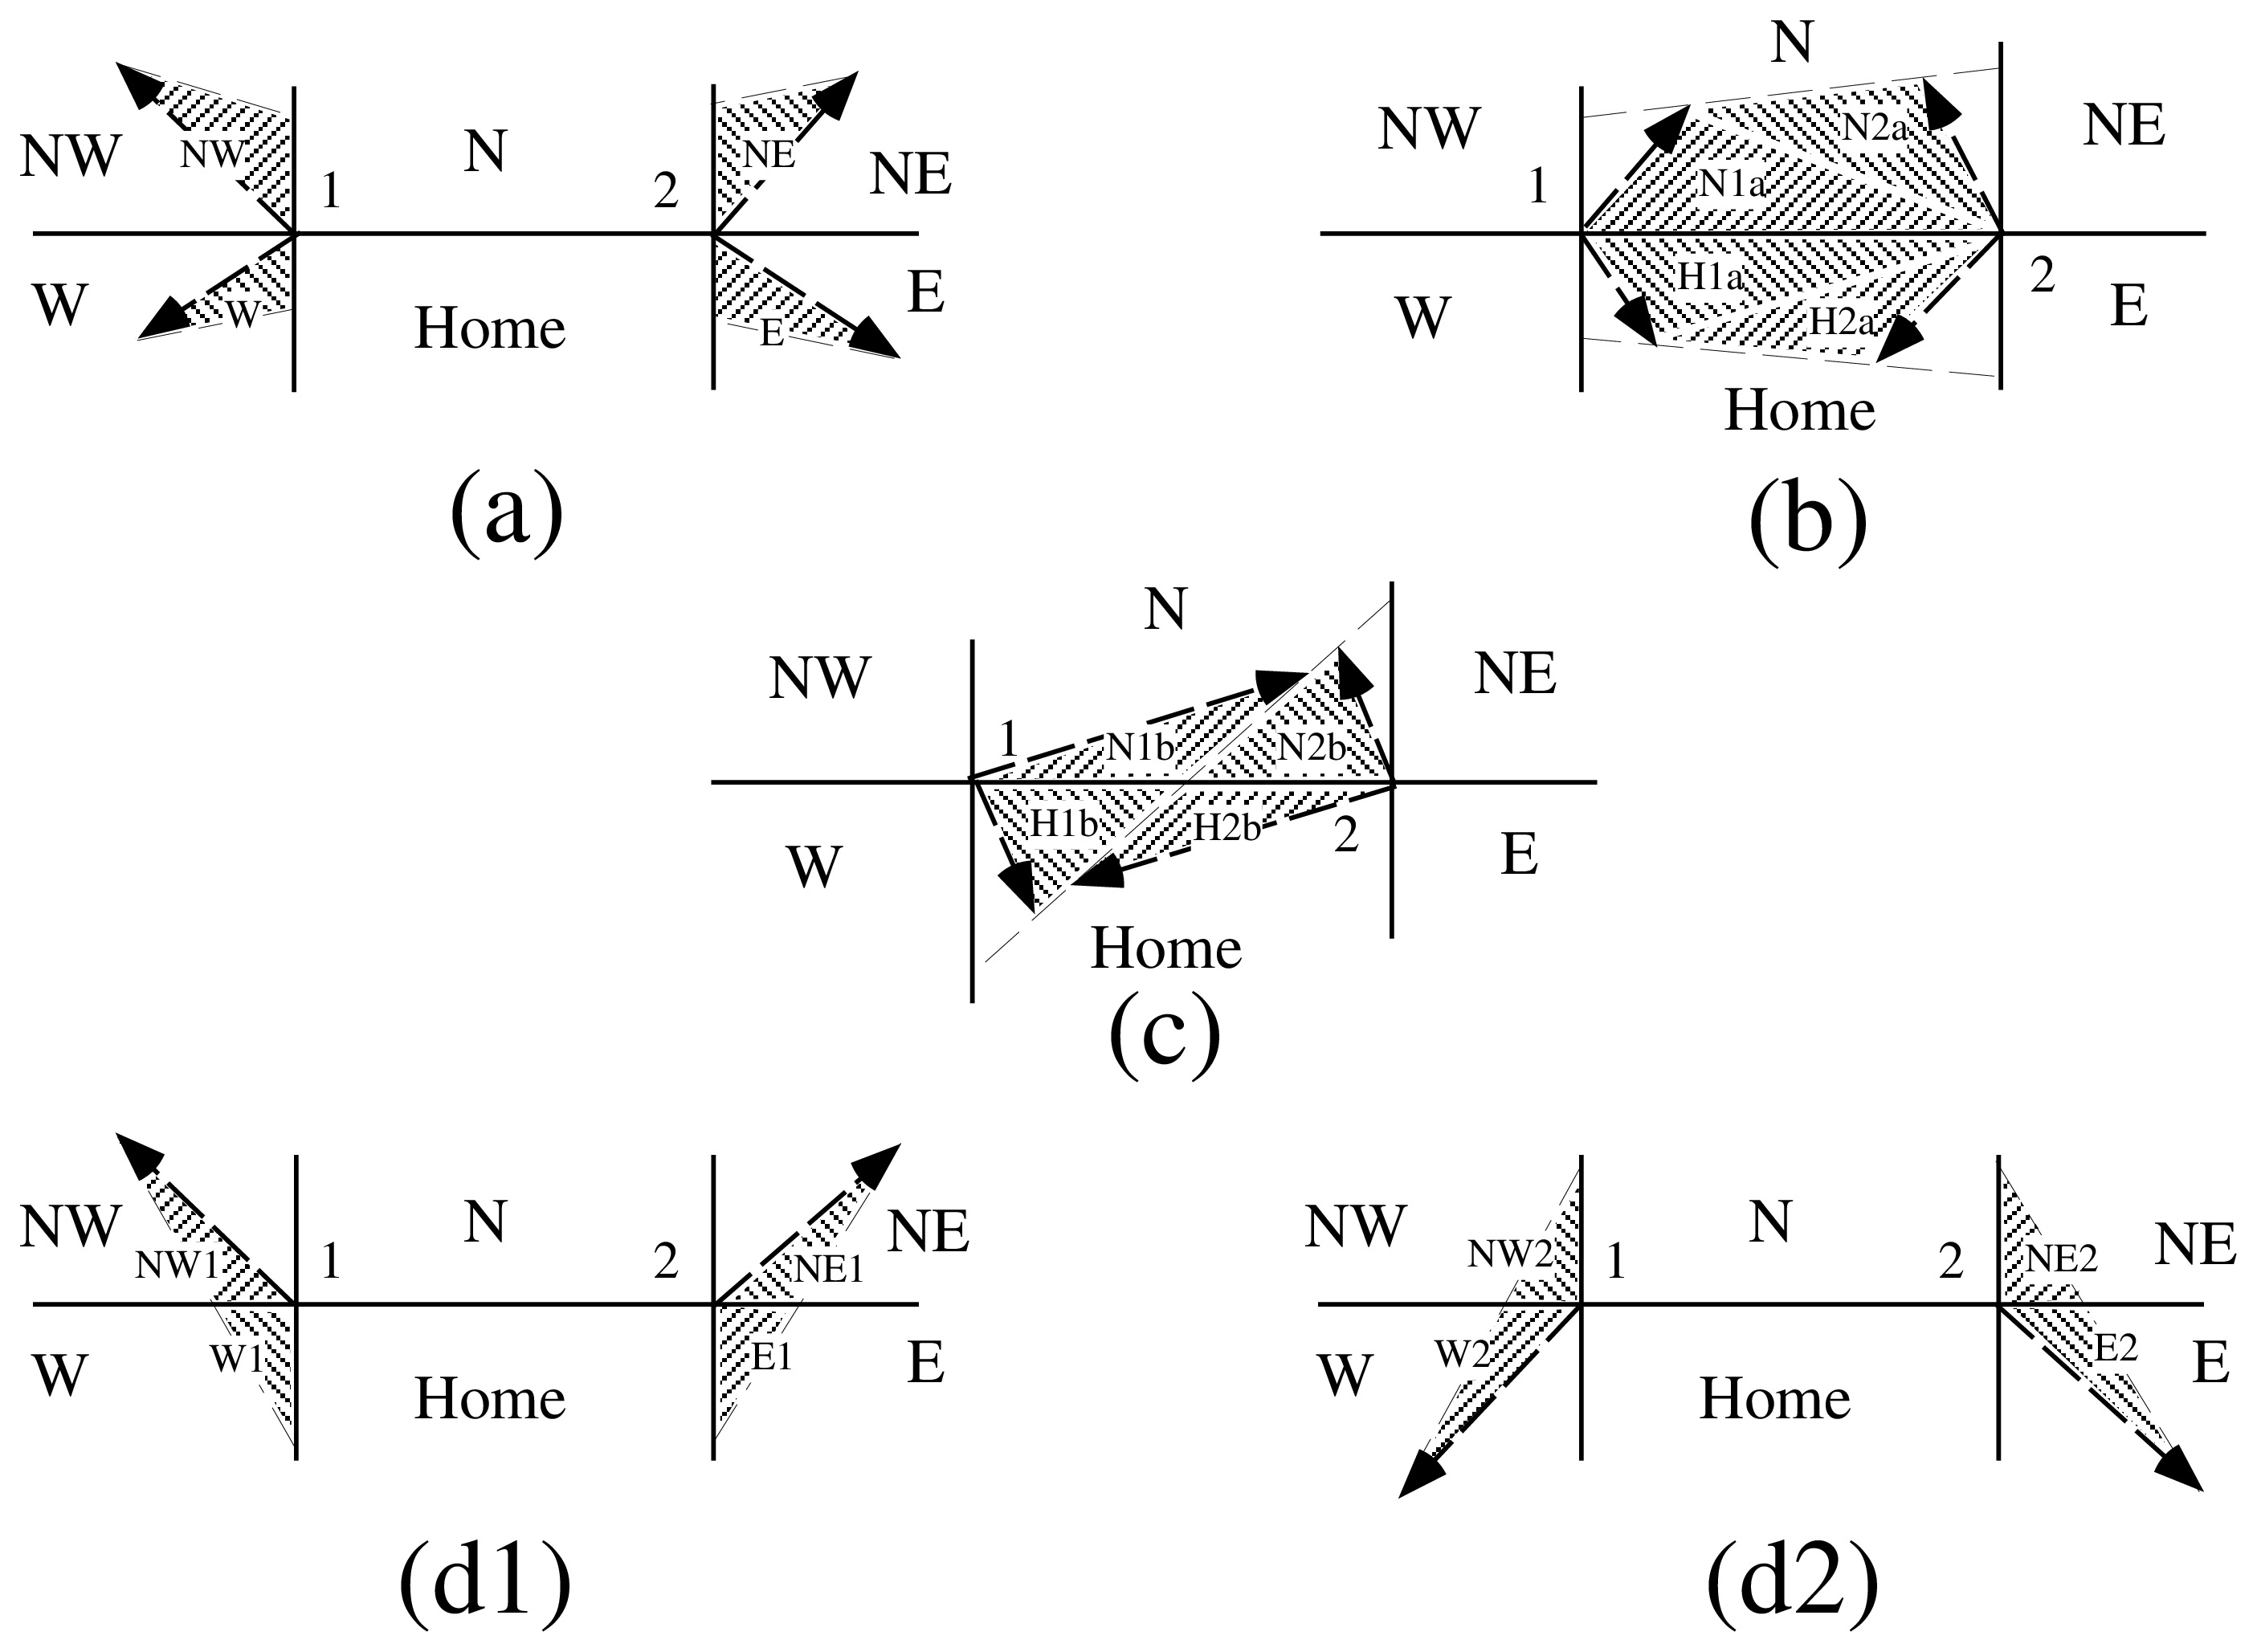 NW NW 1 N 2 NE NE
W W Home E E
(a)
N
NW 1 N1a N2a NE
W H1a H2a 2 E
Home
(b)
N
NW 1 N1b N2b NE
W H1b H2b 2 E
Home
(c)
NW NW1 1 N 2 NE1 NE
W W1 Home E1 E
(d1)
NW NW2 1 N 2 NE2 NE
W W2 Home E2 E
(d2)